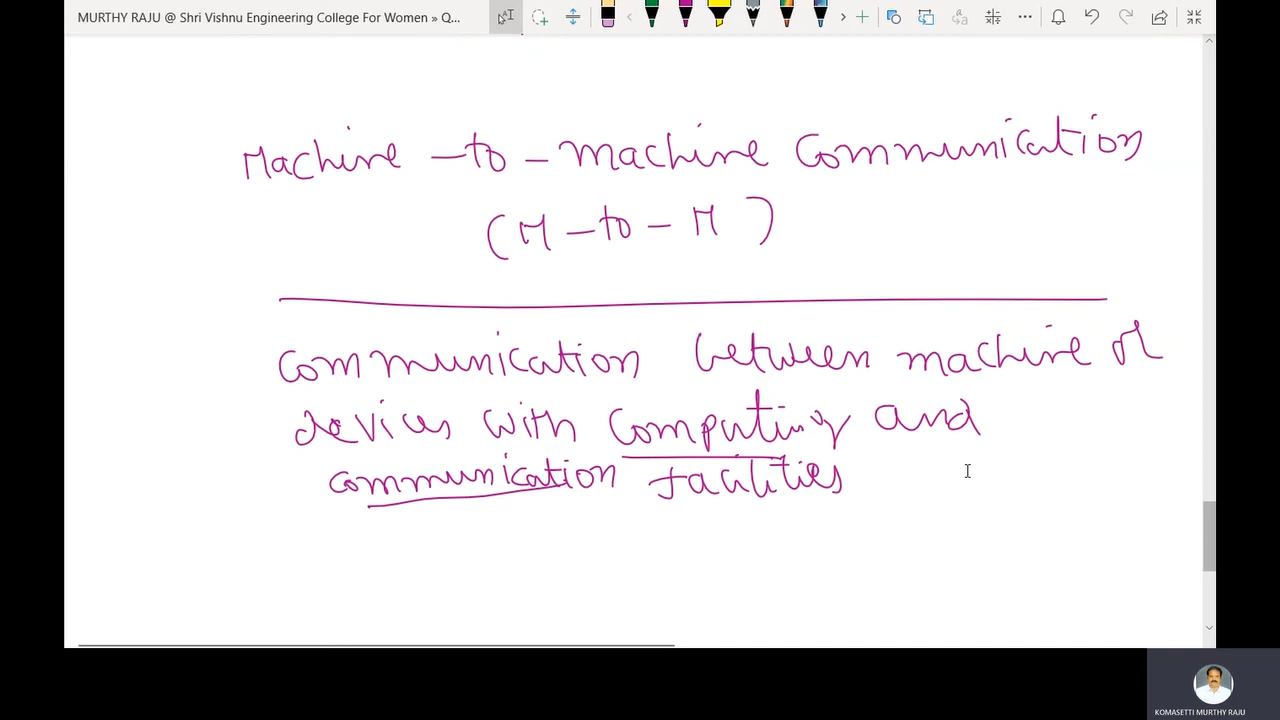 MURTHY RAJU @ Shri Vishnu Engineering College For Women » Q...
Machine -to- machine Communication
(M-to-M)
Communication between machine or
devices with computing and
communication facilities
KOMASETTI MURTHY RAJU